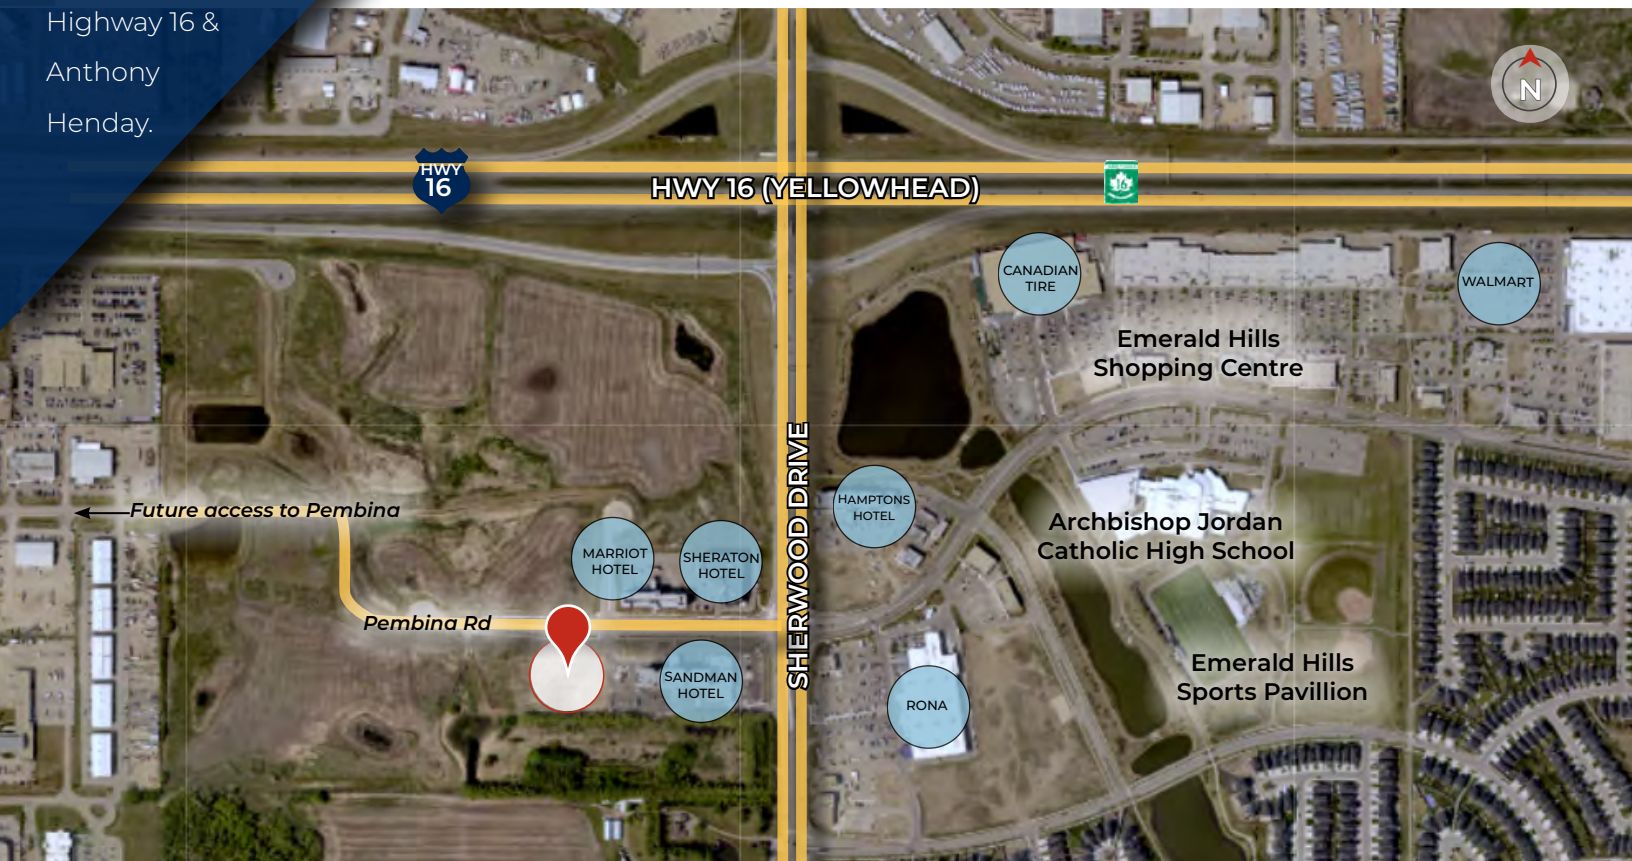 Highway 16 &
Anthony
Henday.
N
HWY
16
HWY 16 (YELLOWHEAD)
16
CANADIAN
TIRE
WALMART
Emerald Hills
Shopping Centre
SHERWOOD DRIVE
HAMPTONS
HOTEL
Future access to Pembina
Archbishop Jordan
Catholic High School
MARRIOT
HOTEL
SHERATON
HOTEL
Pembina Rd
SANDMAN
HOTEL
Emerald Hills
Sports Pavillion
RONA